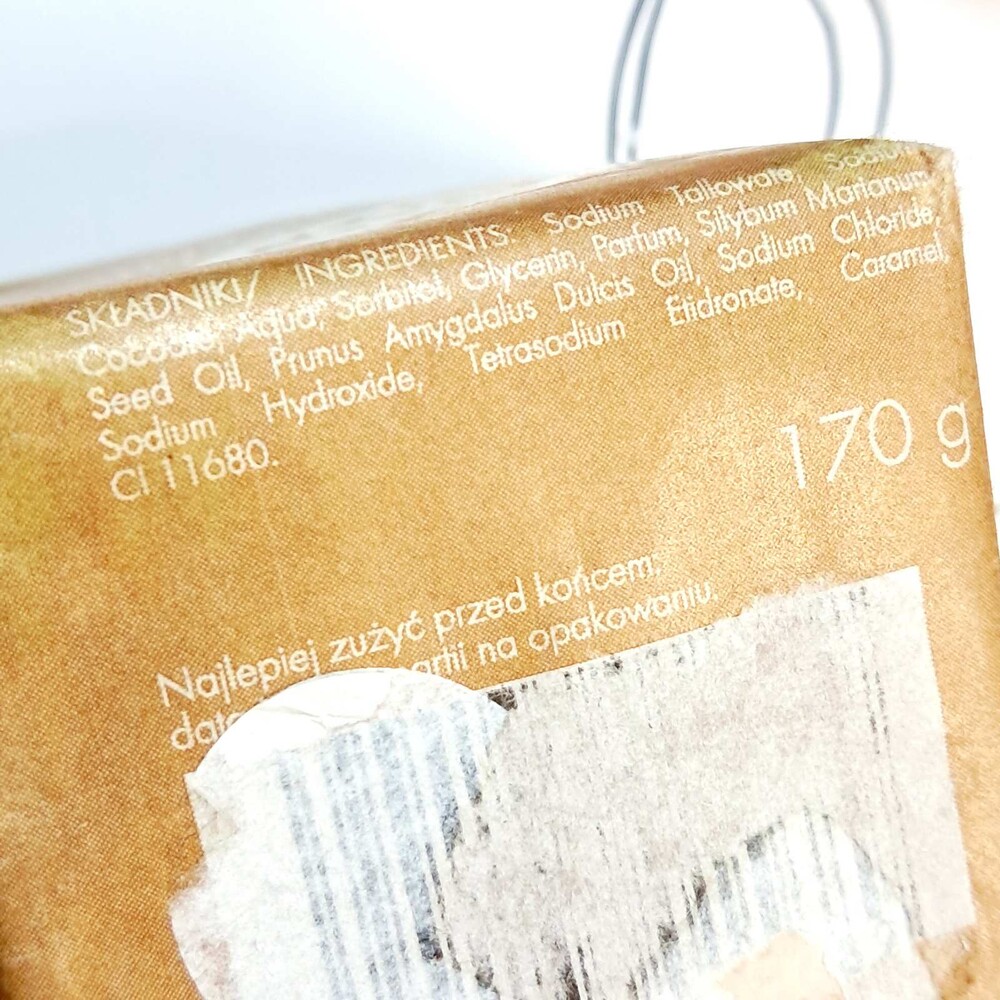 SKŁADNIKI/ INGREDIENTS: Sodium Tallowate, Sodium
Cocoate, Aqua, Sorbitol, Glycerin, Parfum, Silybum Marianum
Seed Oil, Prunus Amygdalus Dulcis Oil, Sodium Chloride,
Sodium Hydroxide, Tetrasodium Etidronate, Caramel,
CI 11680.
170 g
Najlepiej zużyć przed końcem:
partii na opakowaniu.